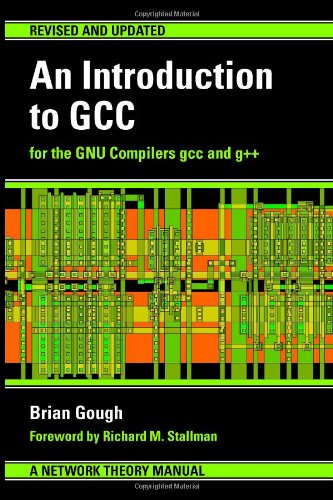 REVISED AND UPDATED
An Introduction
to GCC
for the GNU Compilers gcc and g++
Brian Gough
Foreword by Richard M. Stallman
A NETWORK THEORY MANUAL